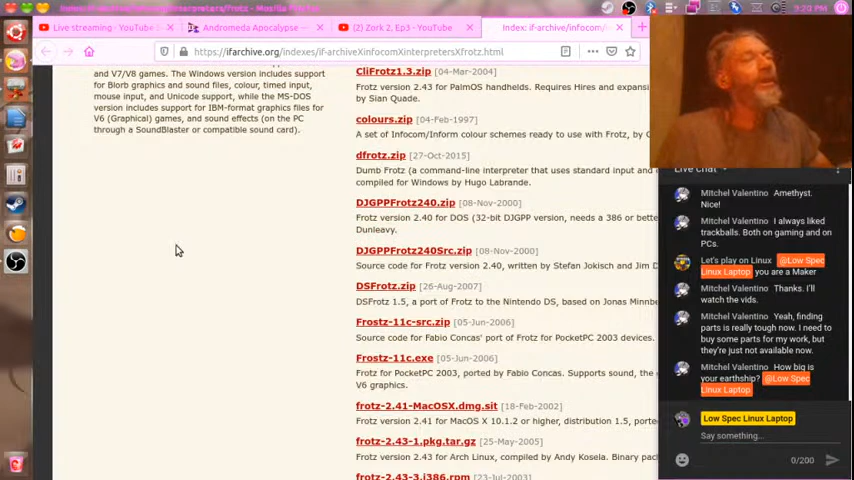 Mozilla Firefox
3:20 PM
Live streaming - YouTube
Andromeda Apocalypse –
(2) Zork 2, Ep3 - YouTube
Index: if-archive/infocom/
https://ifarchive.org/indexes/if-archiveXinfocomXinterpretersXfrotz.html
and V7/V8 games. The Windows version includes support
for Blorb graphics and sound files, colour, timed input,
mouse input, and Unicode support, while the MS-DOS
version includes support for IBM-format graphics files for
V6 (Graphical) games, and sound effects (on the PC
through a SoundBlaster or compatible sound card).
CliFrotz1.3.zip [04-Mar-2004]
Frotz version 2.43 for PalmOS handhelds. Requires Hires and expansi
by Sian Quade.
colours.zip [04-Feb-1997]
A set of Infocom/Inform colour schemes ready to use with Frotz, by C
dfrotz.zip [27-Oct-2015]
Dumb Frotz (a command-line interpreter that uses standard input and
compiled for Windows by Hugo Labrande.
DJGPPFrotz240.zip [08-Nov-2000]
Frotz version 2.40 for DOS (32-bit DJGPP version, needs a 386 or bette
Dunleavy.
DJGPPFrotz240Src.zip [08-Nov-2000]
Source code for Frotz version 2.40, written by Stefan Jokisch and Jim D
DSFrotz.zip [26-Aug-2007]
DSFrotz 1.5, a port of Frotz to the Nintendo DS, based on Jonas Minnbe
Frostz-11c-src.zip [05-Jun-2006]
Source code for Fabio Concas' port of Frotz for PocketPC 2003 devices.
Frostz-11c.exe [05-Jun-2006]
Frotz for PocketPC 2003, ported by Fabio Concas. Supports sound, the
V6 graphics.
frotz-2.41-MacOSX.dmg.sit [18-Feb-2002]
Frotz version 2.41 for MacOS X 10.1.2 or higher, distribution 1.5, porte
frotz-2.43-1.pkg.tar.gz [25-May-2005]
Frotz version 2.43 for Arch Linux, compiled by Andy Kosela. Binary pac
frotz-2.43-3.i386.rpm [23-Jul-2003]
Live chat
Mitchel Valentino Amethyst.
Nice!
Mitchel Valentino I always liked
trackballs. Both on gaming and on
PCs.
Let's play on Linux @Low Spec
Linux Laptop you are a Maker
Mitchel Valentino Thanks. I'll
watch the vids.
Mitchel Valentino Yeah, finding
parts is really tough now. I need to
buy some parts for my work, but
they're just not available now.
Mitchel Valentino How big is
your earthship? @Low Spec
Linux Laptop
Low Spec Linux Laptop
Say something...
0/200